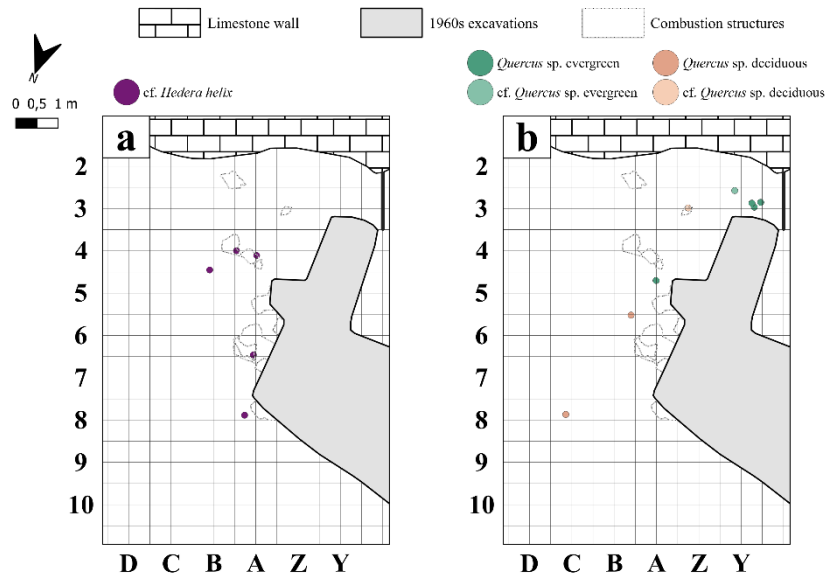 Limestone wall
1960s excavations
Combustion structures
N
0 0,5 1 m
cf. Hedera helix
Quercus sp. evergreen
Quercus sp. deciduous
cf. Quercus sp. evergreen
cf. Quercus sp. deciduous
a
2
3
4
5
6
7
8
9
10
D C B A Z Y
b
2
3
4
5
6
7
8
9
10
D C B A Z Y